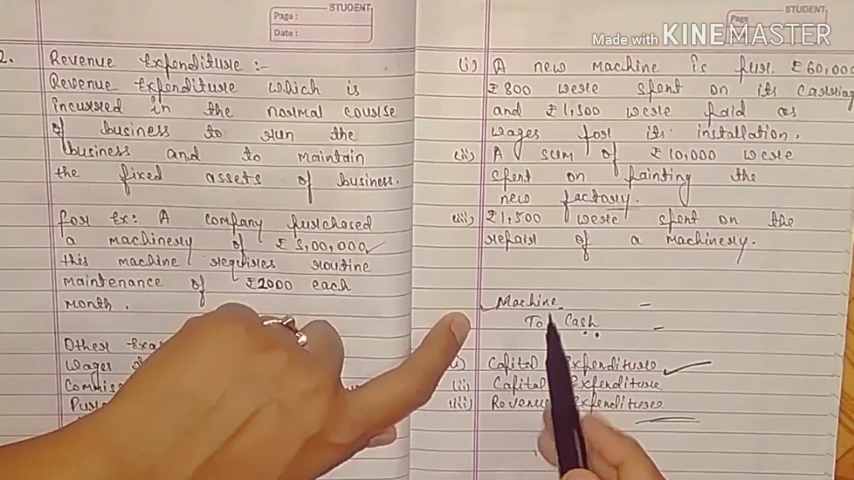 STUDENT
Page :
Date :
2.
Revenue Expenditure :-
Revenue Expenditure which is
incurred in the normal course
of business to run the
business and to maintain
the fixed assets of business.
for Ex: A company purchased
a machinery of ₹ 5,00,000
this machine requires routine
maintenance of ₹2000 each
month.
Other
Wages
STUDENT
Page
Made with KINEMASTER
(i) A new machine is pur. ₹ 60,000
₹ 800 were spent on its carriag
and ₹ 1,500 were paid as
wages for its installation.
(ii) A sum of ₹ 10,000 were
spent on painting the
new factory.
(iii) ₹ 1,500 were spent on the
repair of a machinery.
Machine -
To Cash -
(i) Capital Expenditure
(ii) Capital Expenditure
(iii) Revenue Expenditure